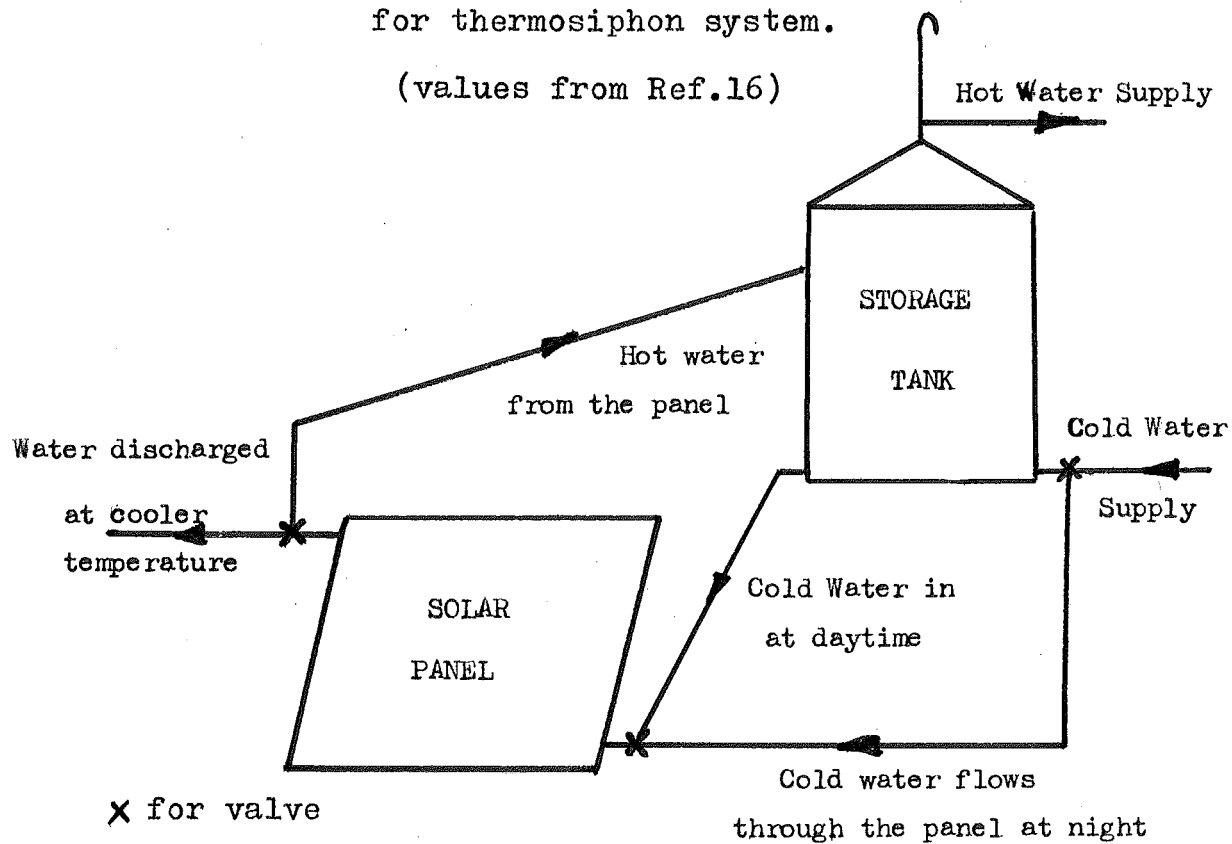 for thermosiphon system.
(values from Ref.16)
Hot Water Supply
STORAGE
TANK
Hot water
from the panel
Water discharged
at cooler
temperature
Cold Water
Supply
SOLAR
PANEL
Cold Water in
at daytime
Cold water flows
through the panel at night
X for valve